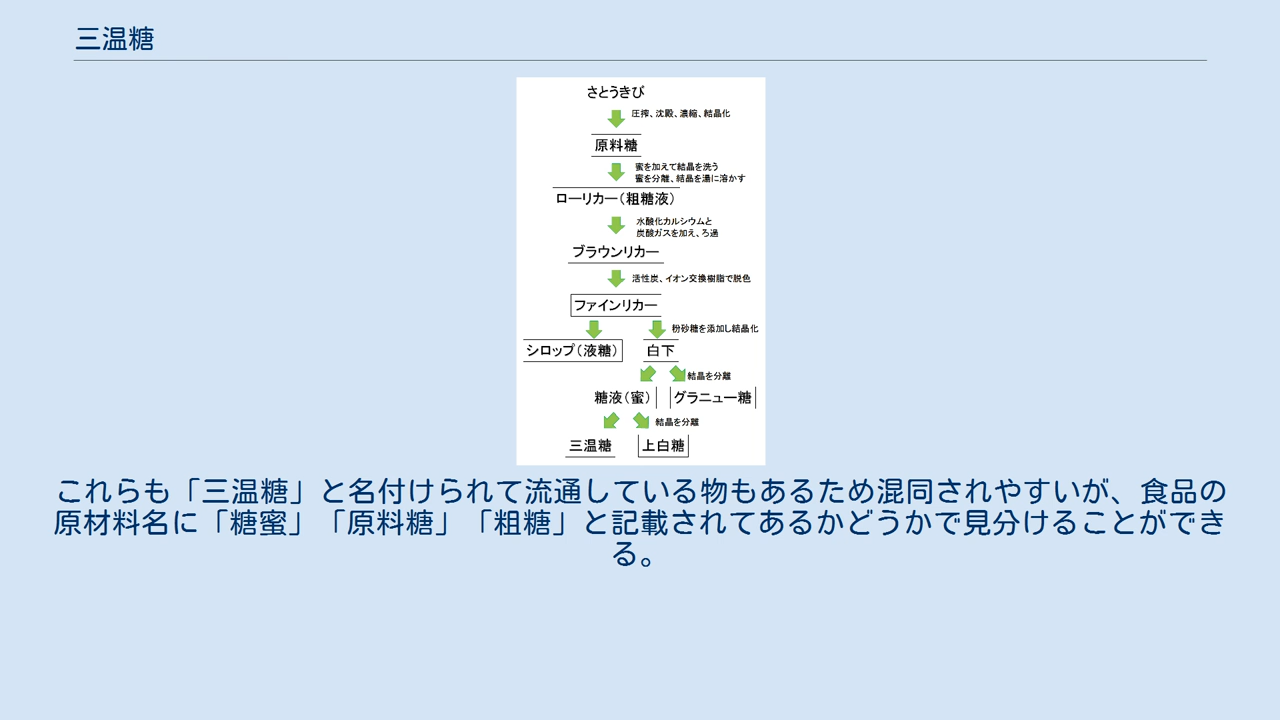 三温糖
さとうきび
圧搾、沈殿、濃縮、結晶化
原料糖
蜜を加えて結晶を洗う
蜜を分離、結晶を濃に溶かす
ローリカー（粗糖液）
水酸化カルシウムと
炭酸ガスを加え、ろ過
ブラウンリカー
活性炭、イオン交換樹脂で脱色
ファインリカー
粉砂糖を添加し結晶化
シロップ（液糖）
白下
結晶を分離
糖液（蜜）
グラニュー糖
結晶を分離
三温糖
上白糖
これらも「三温糖」と名付けられて流通している物もあるため混同されやすいが、食品の
原材料名に「糖蜜」「原料糖」「粗糖」と記載されてあるかどうかで見分けることができ
る。